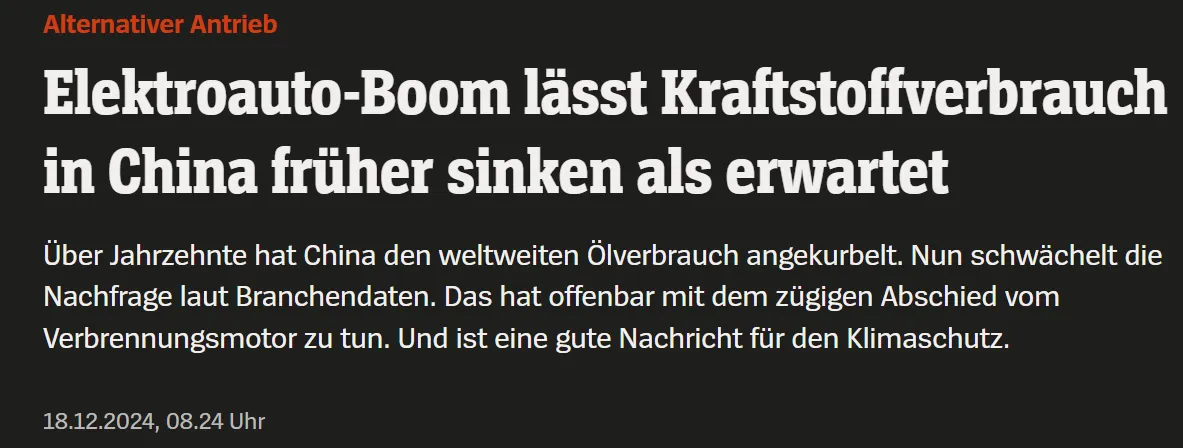 Alternativer Antrieb
Elektroauto-Boom lässt Kraftstoffverbrauch
in China früher sinken als erwartet
Über Jahrzehnte hat China den weltweiten Ölverbrauch angekurbelt. Nun schwächelt die
Nachfrage laut Branchendaten. Das hat offenbar mit dem zügigen Abschied vom
Verbrennungsmotor zu tun. Und ist eine gute Nachricht für den Klimaschutz.
18.12.2024, 08.24 Uhr